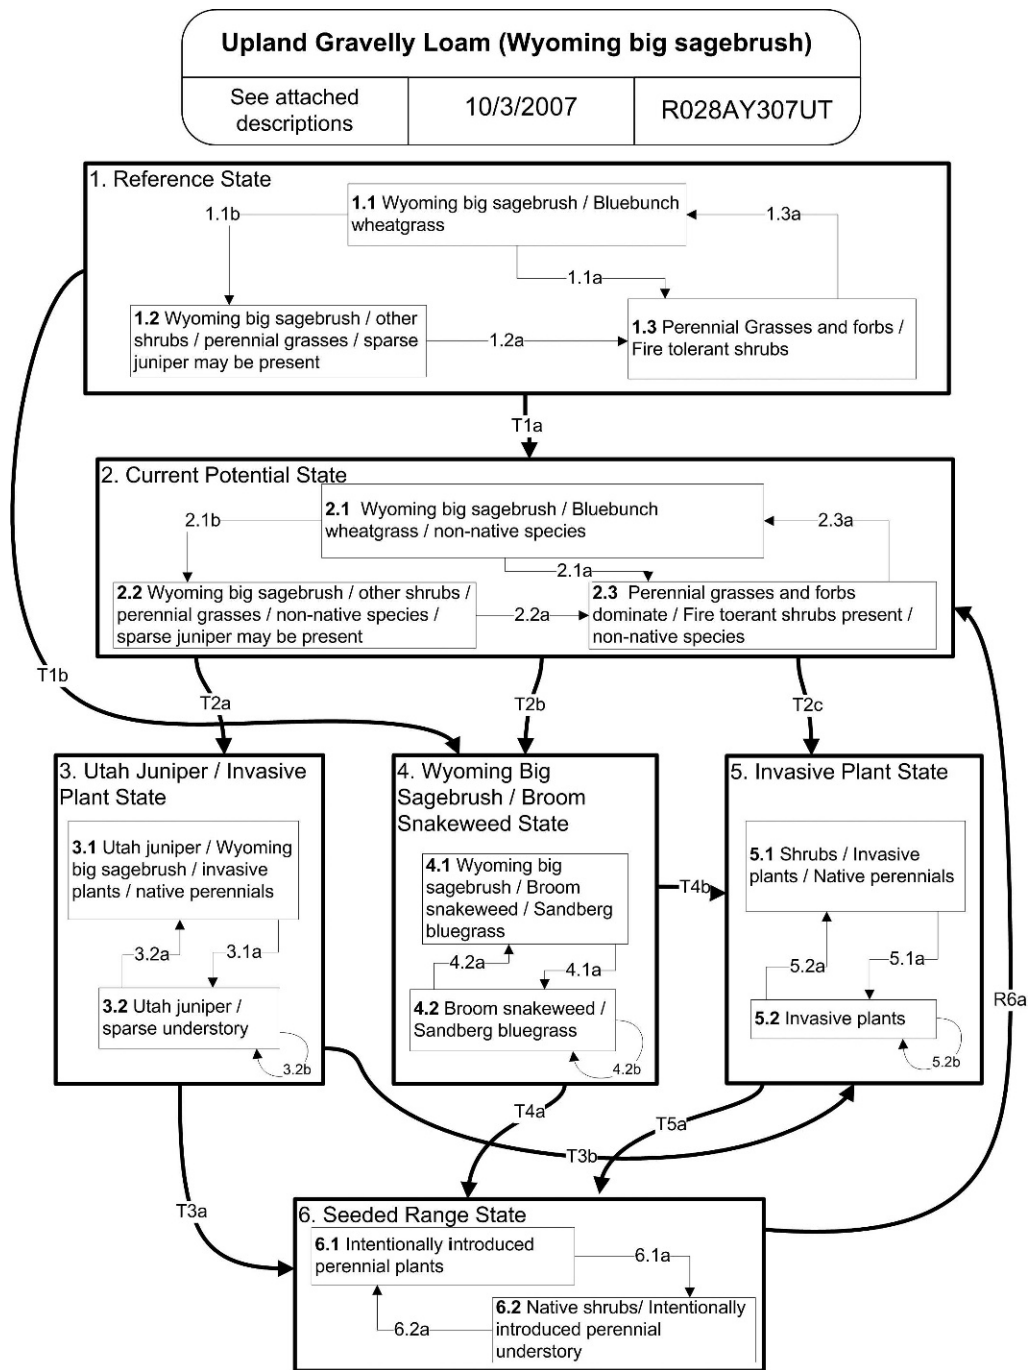 Upland Gravelly Loam (Wyoming big sagebrush)
See attached
descriptions
10/3/2007
R028AY307UT
1. Reference State
1.1 Wyoming big sagebrush / Bluebunch
wheatgrass
1.1b
1.3a
1.1a
1.2 Wyoming big sagebrush / other
shrubs / perennial grasses / sparse
juniper may be present
1.2a
1.3 Perennial Grasses and forbs /
Fire tolerant shrubs
T1a
2. Current Potential State
2.1 Wyoming big sagebrush / Bluebunch
wheatgrass / non-native species
2.1b
2.3a
2.1a
2.2 Wyoming big sagebrush / other shrubs /
perennial grasses / non-native species /
sparse juniper may be present
2.2a
2.3 Perennial grasses and forbs
dominate / Fire toerant shrubs present /
non-native species
T1b
T2a
T2b
T2c
3. Utah Juniper / Invasive
Plant State
3.1 Utah juniper / Wyoming
big sagebrush /
invasive plants / native perennials
3.2a
3.1a
3.2 Utah juniper /
sparse understory
3.2b
4. Wyoming Big
Sagebrush / Broom
Snakeweed State
4.1 Wyoming big
sagebrush / Broom
snakeweed / Sandberg
bluegrass
4.2a
4.1a
4.2 Broom snakeweed /
Sandberg bluegrass
4.2b
T4b
5. Invasive Plant State
5.1 Shrubs / Invasive
plants / Native perennials
5.2a
5.1a
5.2 Invasive plants
5.2b
R6a
T4a
T5a
T3b
T3a
6. Seeded Range State
6.1 Intentionally introduced
perennial plants
6.1a
6.2 Native shrubs/ Intentionally
introduced perennial
understory
6.2a